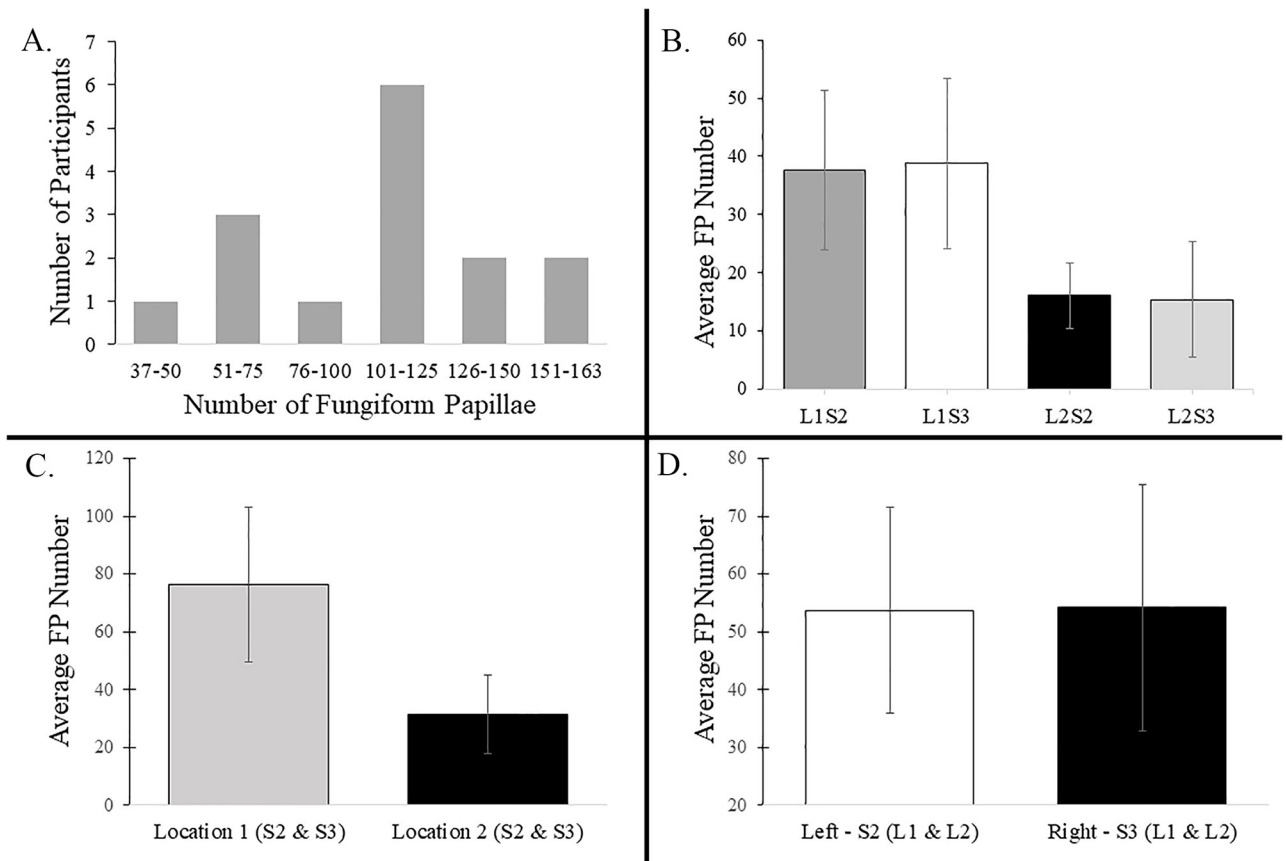 A.
Number of Participants
7
6
5
4
3
2
1
0
37-50 51-75 76-100 101-125 126-150 151-163
Number of Fungiform Papillae
B.
Average FP Number
60
50
40
30
20
10
0
L1S2 L1S3 L2S2 L2S3
C.
Average FP Number
120
100
80
60
40
20
0
Location 1 (S2 & S3) Location 2 (S2 & S3)
D.
Average FP Number
80
70
60
50
40
30
20
Left - S2 (L1 & L2) Right - S3 (L1 & L2)